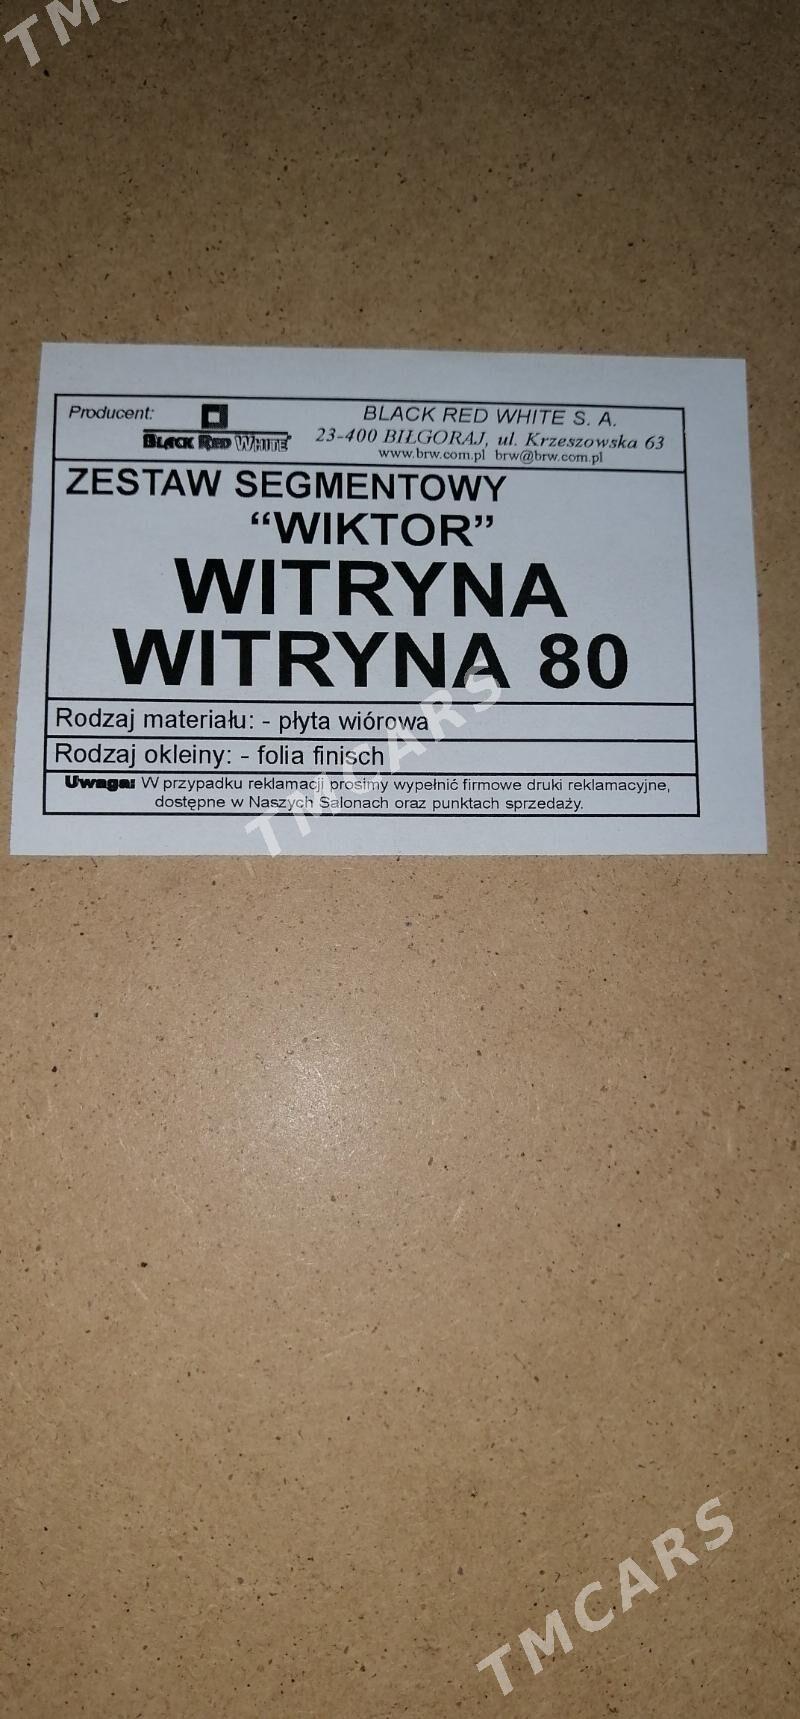 TMC
Producent:
BLACK RED WHITE
BLACK RED WHITE S. A.
23-400 BIŁGORAJ, ul. Krzeszowska 63
www.brw.com.pl brw@brw.com.pl
ZESTAW SEGMENTOWY
“WIKTOR”
WITRYNA
WITRYNA 80
Rodzaj materiału: - płyta wiórowa
Rodzaj okleiny: - folia finisch
Uwaga: W przypadku reklamacji prosimy wypełnić firmowe druki reklamacyjne,
dostępne w Naszych Salonach oraz punktach sprzedaży.
TMCARS
TMCARS